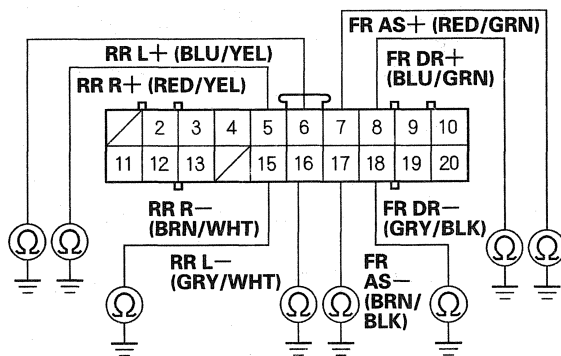 FR AS+ (RED/GRN)
RR L+ (BLU/YEL)
FR DR+
(BLU/GRN)
RR R+ (RED/YEL)
2 3 4 5 6 7 8 9 10
11 12 13 15 16 17 18 19 20
RR R−
(BRN/WHT)
FR DR−
(GRY/BLK)
RR L−
(GRY/WHT)
FR
AS−
(BRN/
BLK)
Ω Ω Ω Ω
Ω Ω Ω Ω